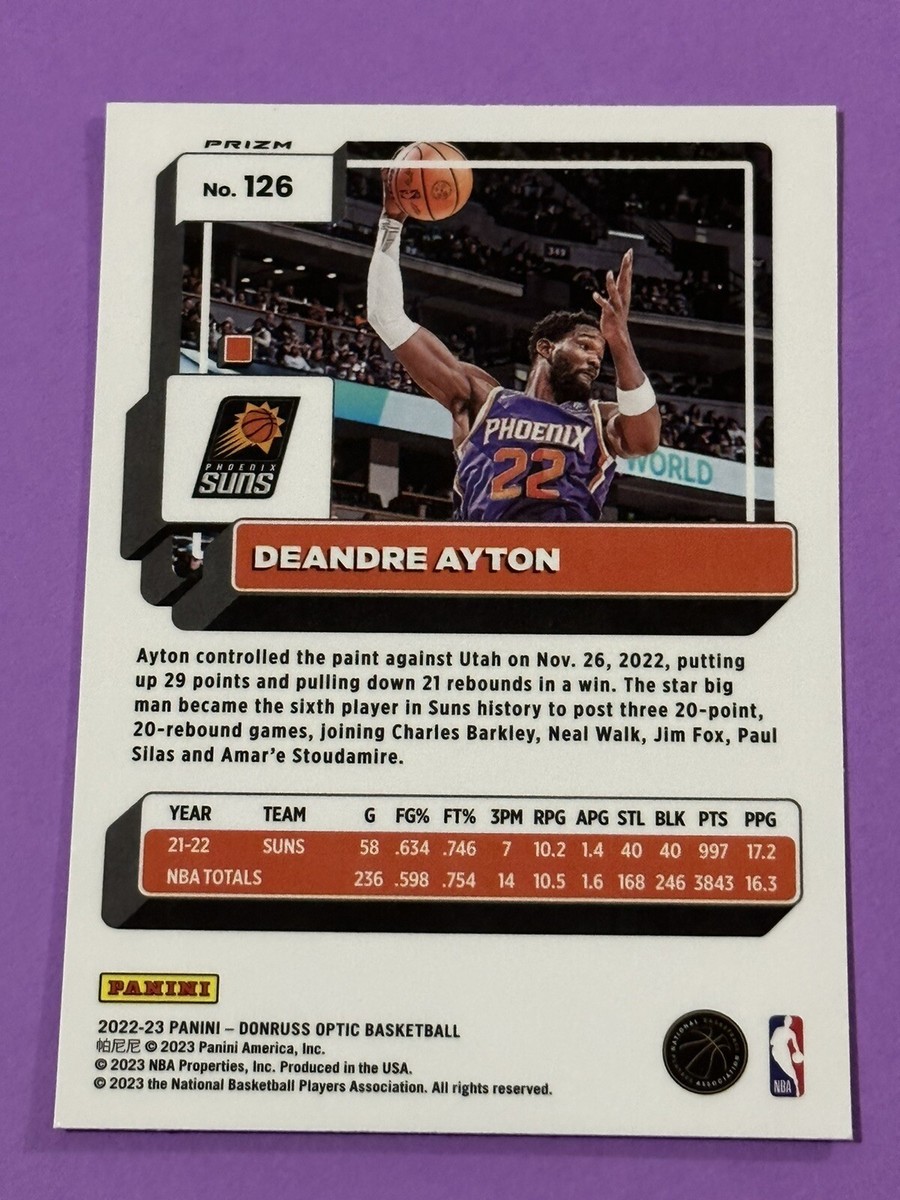 PRIZM
No. 126
349
PHOENIX
22
WORLD
PHOENIX
SUNS
DEANDRE AYTON
Ayton controlled the paint against Utah on Nov. 26, 2022, putting
up 29 points and pulling down 21 rebounds in a win. The star big
man became the sixth player in Suns history to post three 20-point,
20-rebound games, joining Charles Barkley, Neal Walk, Jim Fox, Paul
Silas and Amar’e Stoudamire.
YEAR TEAM G FG% FT% 3PM RPG APG STL BLK PTS PPG
21-22 SUNS 58 .634 .746 7 10.2 1.4 40 40 997 17.2
NBA TOTALS 236 .598 .754 14 10.5 1.6 168 246 3843 16.3
PANINI
2022-23 PANINI – DONRUSS OPTIC BASKETBALL
帕尼尼 © 2023 Panini America, Inc.
© 2023 NBA Properties, Inc. Produced in the USA.
© 2023 the National Basketball Players Association. All rights reserved.
NATIONAL BASKETBALL
PLAYERS ASSOCIATION
NBA